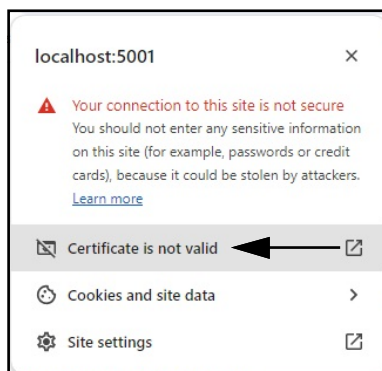 localhost:5001
Your connection to this site is not secure
You should not enter any sensitive information
on this site (for example, passwords or credit
cards), because it could be stolen by attackers.
Learn more
Certificate is not valid
Cookies and site data
Site settings